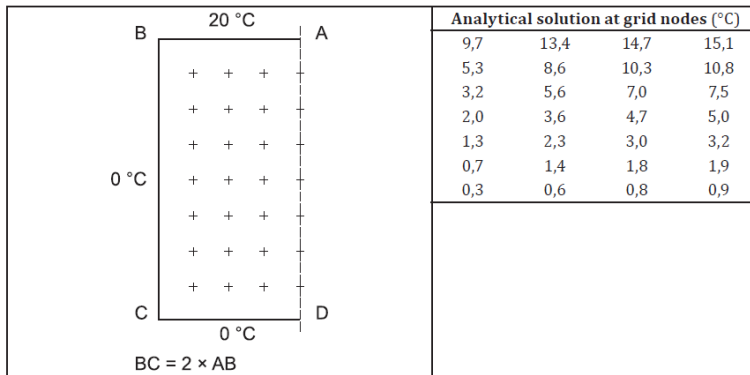 20 °C
B A
0 °C
C D
0 °C
BC = 2 × AB
Analytical solution at grid nodes (°C)
9,7 13,4 14,7 15,1
5,3 8,6 10,3 10,8
3,2 5,6 7,0 7,5
2,0 3,6 4,7 5,0
1,3 2,3 3,0 3,2
0,7 1,4 1,8 1,9
0,3 0,6 0,8 0,9